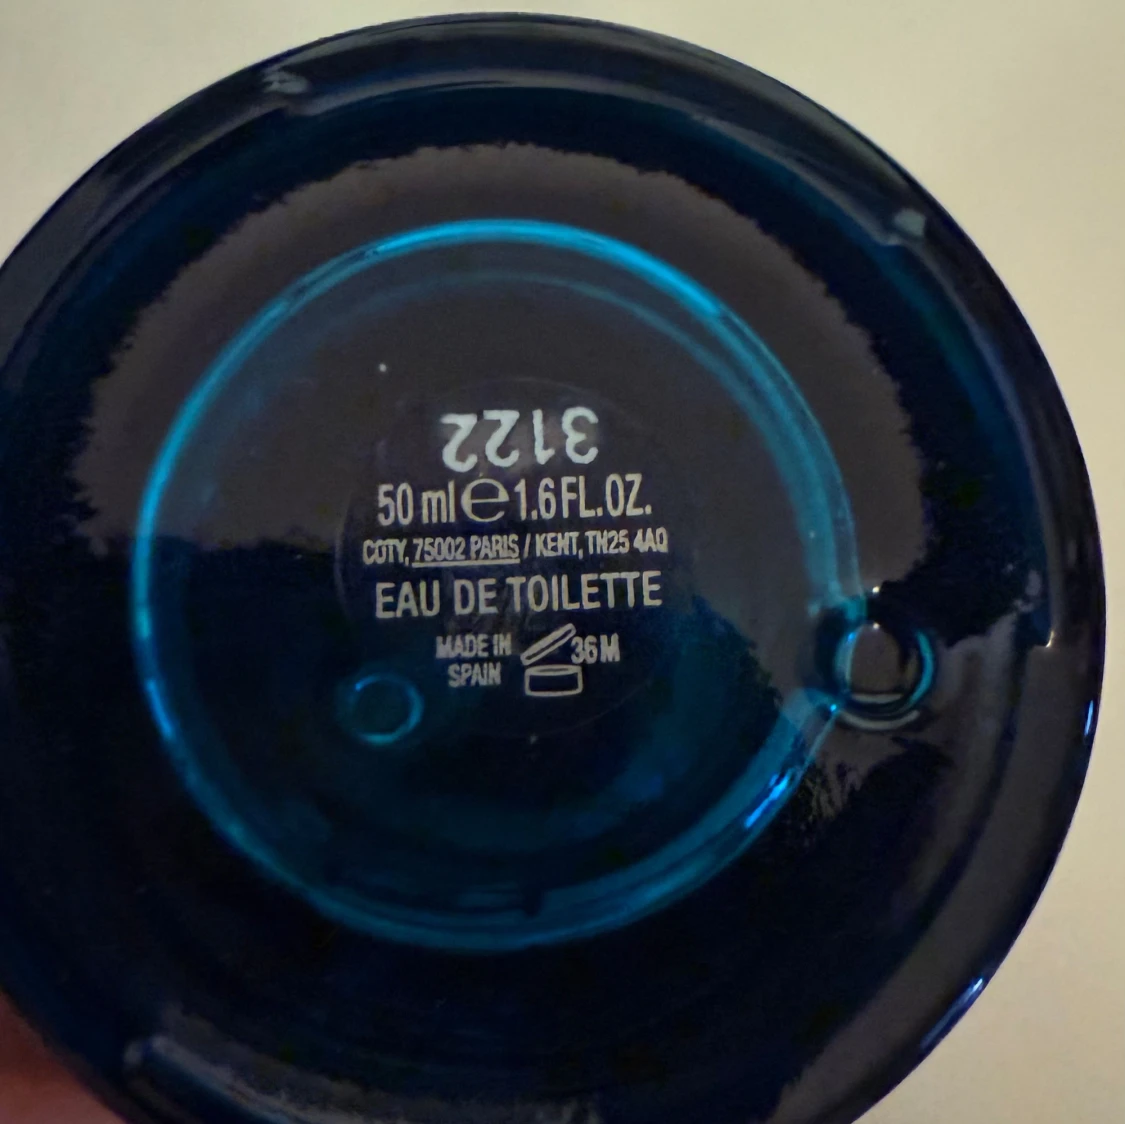 3122
50 ml e 1.6 FL.OZ.
COTY, 75002 PARIS / KENT, TN25 4AQ
EAU DE TOILETTE
MADE IN
SPAIN
36 M